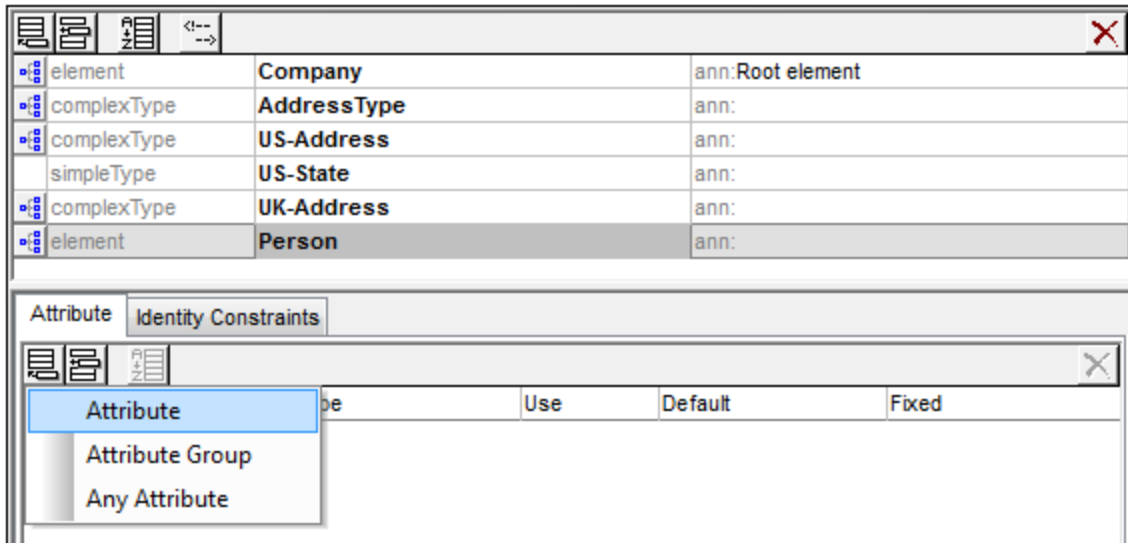 element Company ann:Root element
complexType AddressType ann:
complexType US-Address ann:
simpleType US-State ann:
complexType UK-Address ann:
element Person ann:
Attribute Identity Constraints
pe Use Default Fixed
Attribute
Attribute Group
Any Attribute